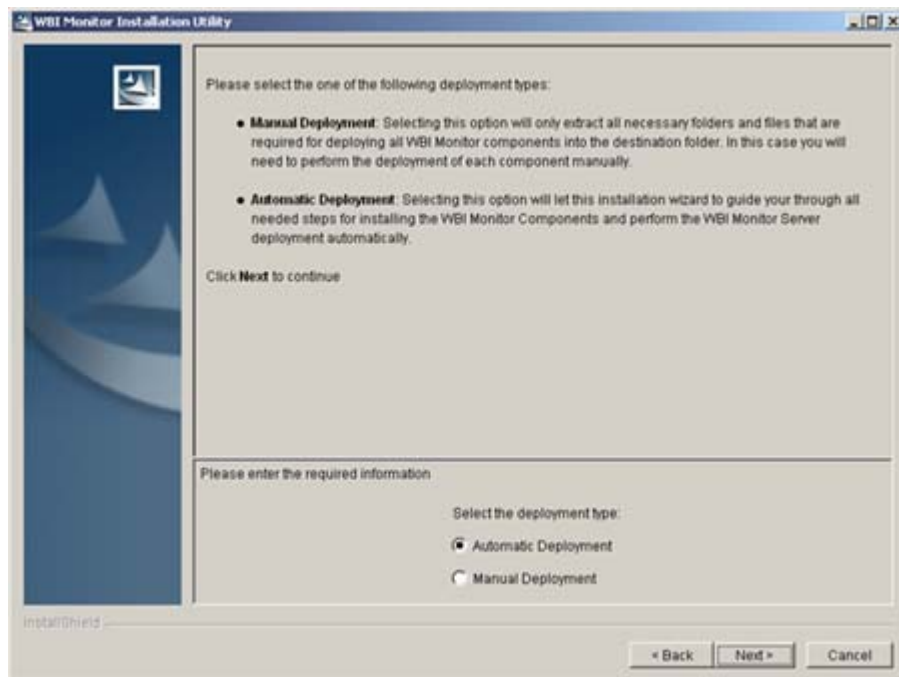 WBI Monitor Installation Utility
Please select the one of the following deployment types:
● Manual Deployment: Selecting this option will only extract all necessary folders and files that are
required for deploying all WBI Monitor components into the destination folder. In this case you will
need to perform the deployment of each component manually.
● Automatic Deployment: Selecting this option will let this installation wizard to guide your through all
needed steps for installing the WBI Monitor Components and perform the WBI Monitor Server
deployment automatically.
Click Next to continue
Please enter the required information
Select the deployment type:
Automatic Deployment
Manual Deployment
InstallShield
< Back
Next >
Cancel